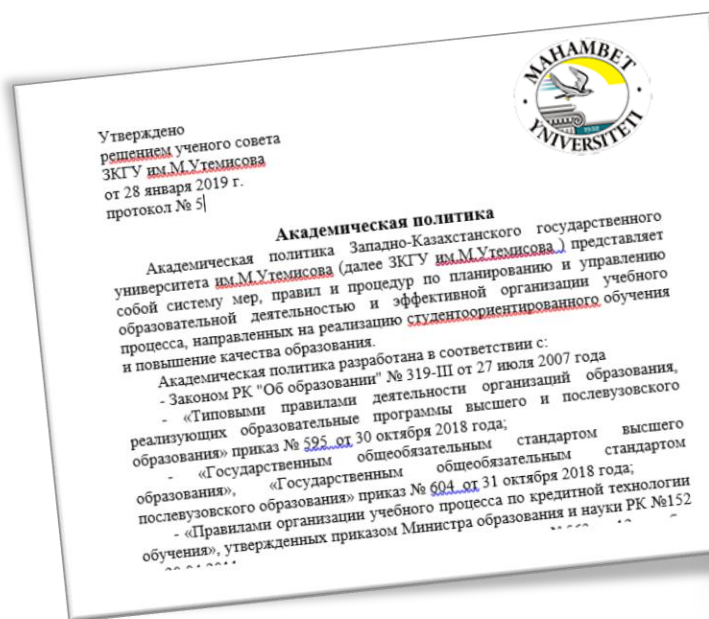 MAHAMBET
YNIVERSITETI
1932
Утверждено
решением ученого совета
ЗКГУ им.М.Утемисова
от 28 января 2019 г.
протокол № 5
Академическая политика
Академическая политика Западно-Казахстанского государственного
университета им.М.Утемисова (далее ЗКГУ им.М.Утемисова ) представляет
собой систему мер, правил и процедур по планированию и управлению
образовательной деятельностью и эффективной организации учебного
процесса, направленных на реализацию студентоориентированного обучения
и повышение качества образования.
Академическая политика разработана в соответствии с:
- Законом РК "Об образовании" № 319-III от 27 июля 2007 года
- «Типовыми правилами деятельности организаций образования,
реализующих образовательные программы высшего и послевузовского
образования» приказ № 595 от 30 октября 2018 года;
- «Государственным общеобязательным стандартом высшего
образования», «Государственным общеобязательным стандартом
послевузовского образования» приказ № 604 от 31 октября 2018 года;
- «Правилами организации учебного процесса по кредитной технологии
обучения», утвержденных приказом Министра образования и науки РК №152